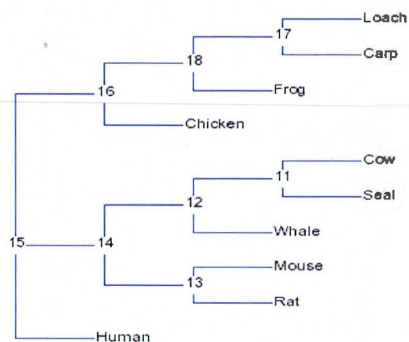 Loach
17
Carp
18
Frog
16
Chicken
Cow
11
Seal
12
Whale
15
14
Mouse
13
Rat
Human